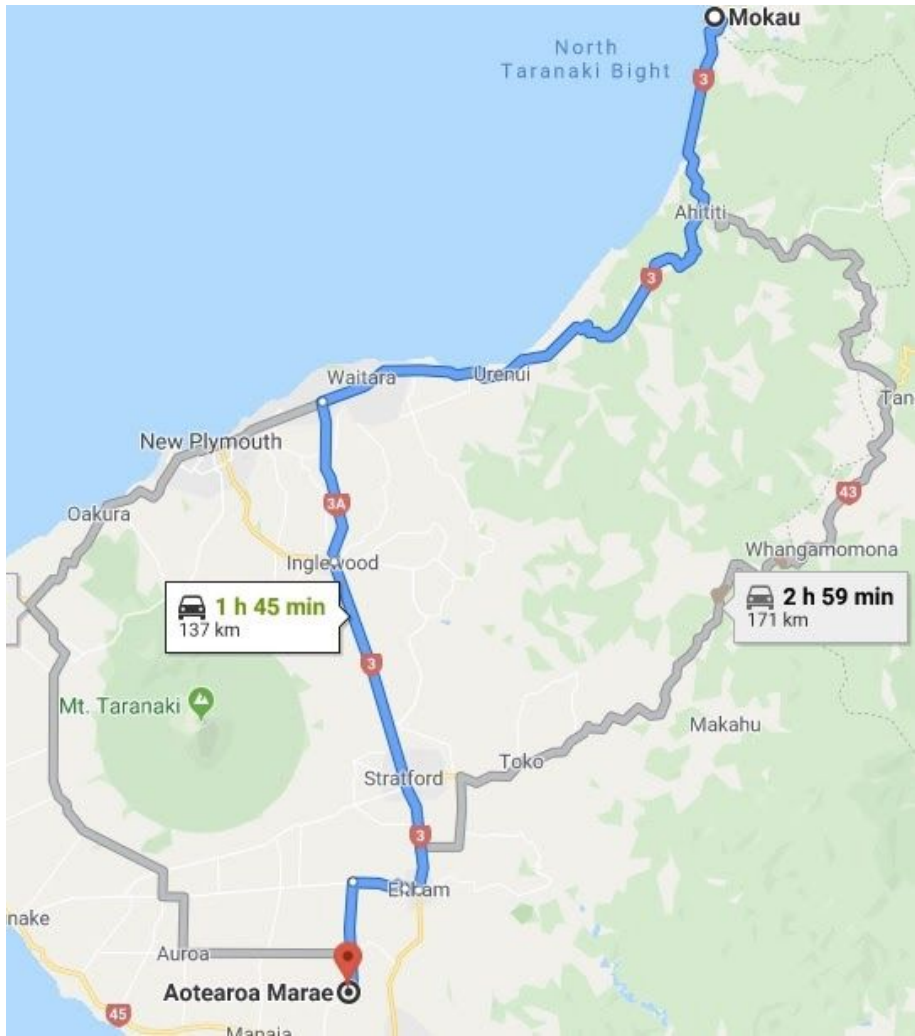 Mokau
North
Taranaki Bight
3
Ahititi
3
Urenui
Waitara
Tan
New Plymouth
43
3A
Oakura
Whangamomona
Inglewood
1 h 45 min
137 km
2 h 59 min
171 km
3
Mt. Taranaki
Makahu
Toko
Stratford
3
nake
Auroa
Aotearoa Marae
45
Manaia